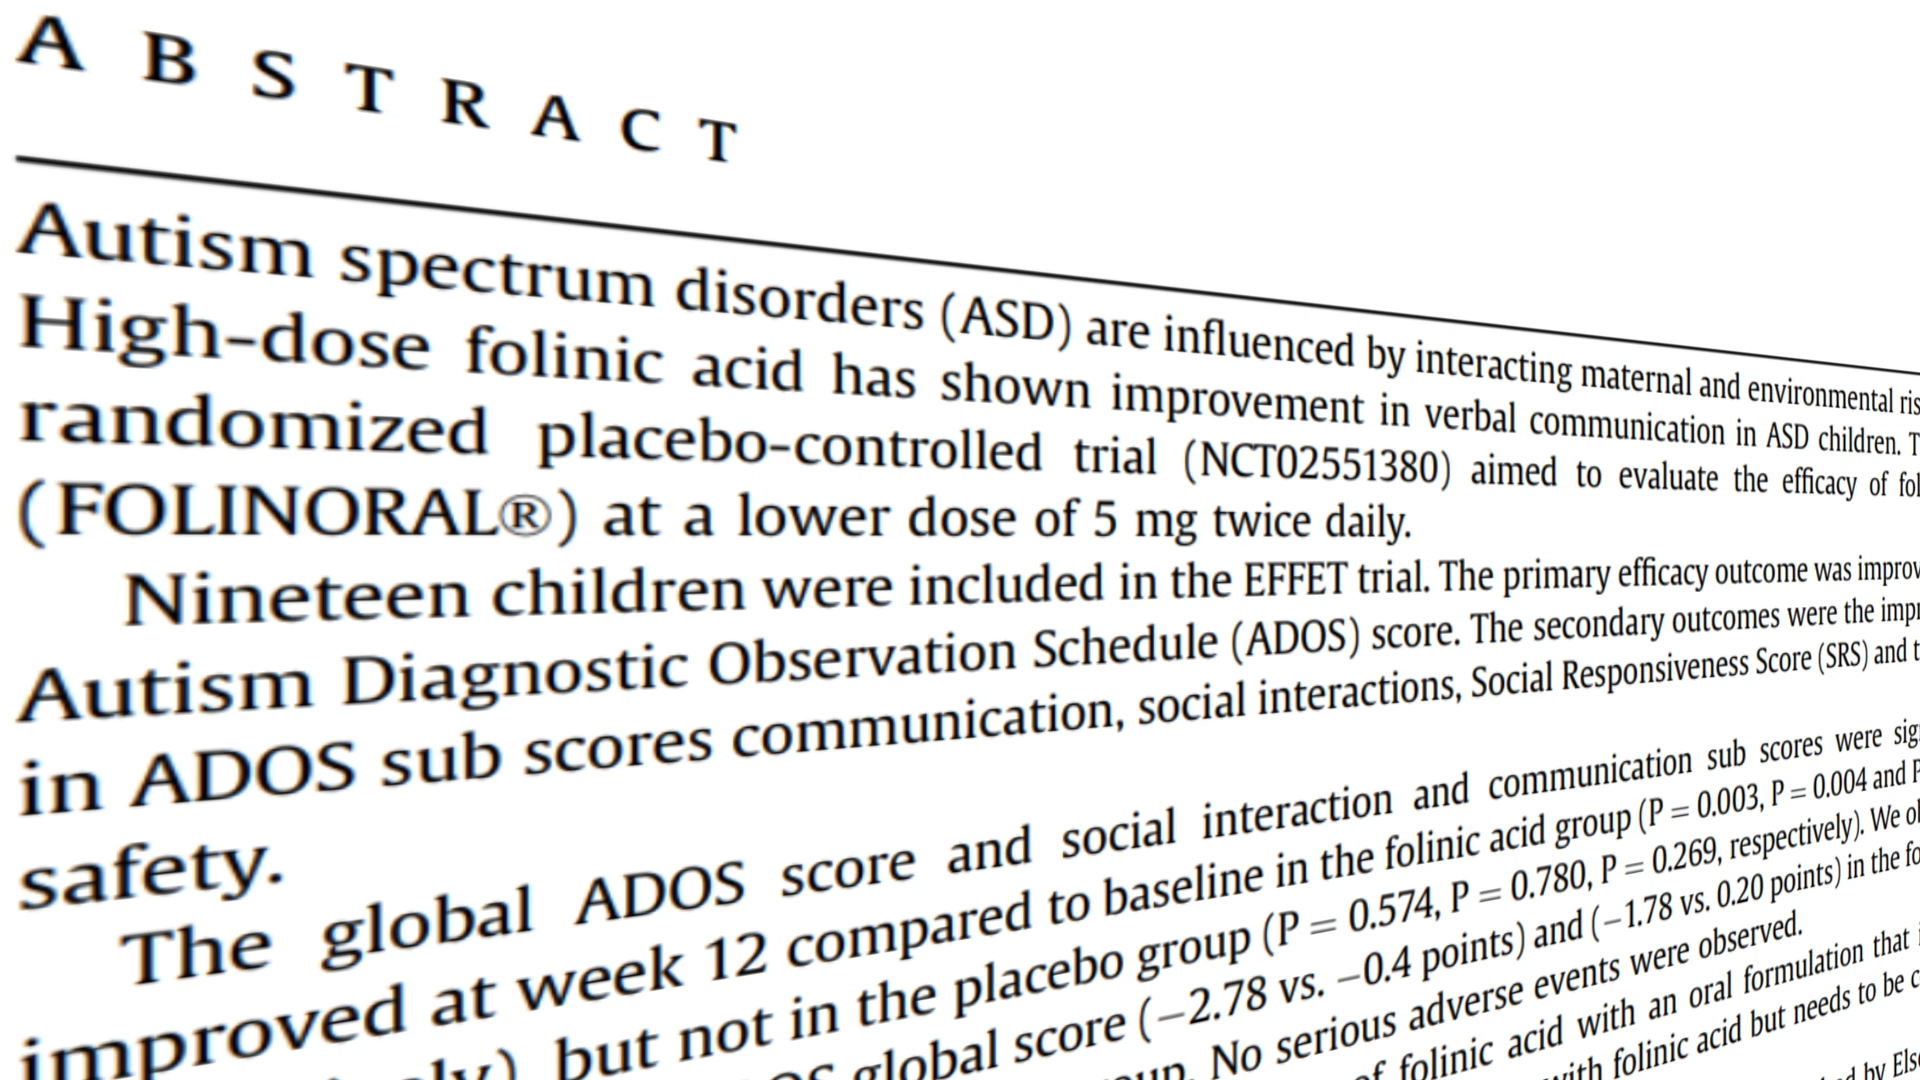 A B S T R A C T
Autism spectrum disorders (ASD) are influenced by interacting maternal and environmental
High-dose folinic acid has shown improvement in verbal communication in ASD children.
randomized placebo-controlled trial (NCT02551380) aimed to evaluate the efficacy of
(FOLINORAL®) at a lower dose of 5 mg twice daily.
Nineteen children were included in the EFFET trial. The primary efficacy outcome was
Autism Diagnostic Observation Schedule (ADOS) score. The secondary outcomes were the
in ADOS sub scores communication, social interactions, Social Responsiveness Score (SRS) and
safety.
The global ADOS score and social interaction and communication sub scores were
improved at week 12 compared to baseline in the folinic acid group (P = 0.003, P = 0.004 and P
but not in the placebo group (P = 0.574, P = 0.780, P = 0.269, respectively). We
global score (−2.78 vs. −0.4 points) and (−1.78 vs. 0.20 points) in the
No serious adverse events were observed.
of folinic acid with an oral formulation that
with folinic acid but needs to be
by